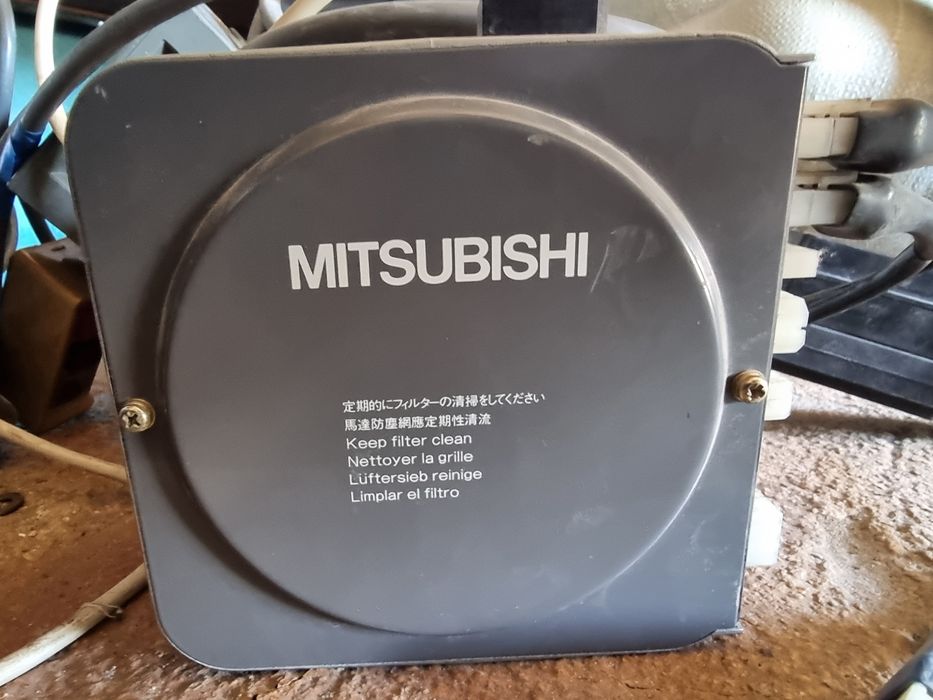 MITSUBISHI
定期的にフィルターの清掃をしてください
馬達防塵網應定期性清流
Keep filter clean
Nettoyer la grille
Lüftersieb reinige
Limplar el filtro